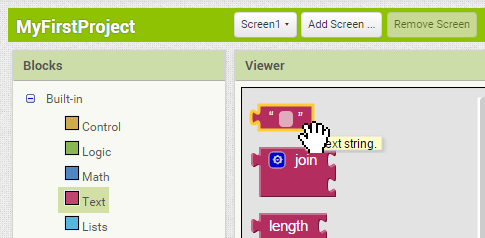 MyFirstProject
Screen1
Add Screen ...
Remove Screen
Blocks
Viewer
Built-in
Control
Logic
Math
Text
Lists
“ ”
ext string.
join
length